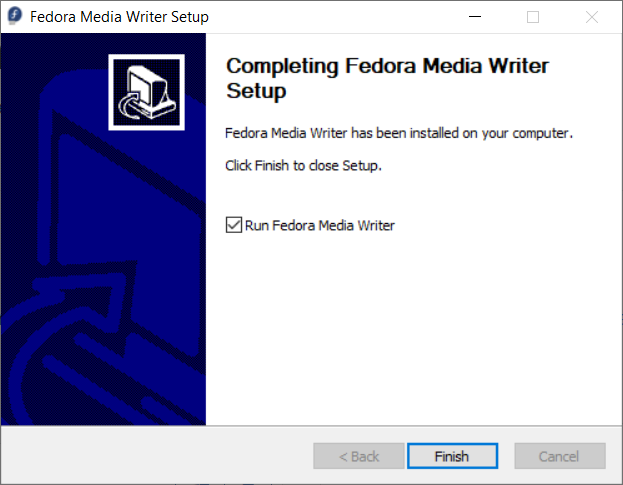 Fedora Media Writer Setup
Completing Fedora Media Writer
Setup
Fedora Media Writer has been installed on your computer.
Click Finish to close Setup.
Run Fedora Media Writer
< Back
Finish
Cancel